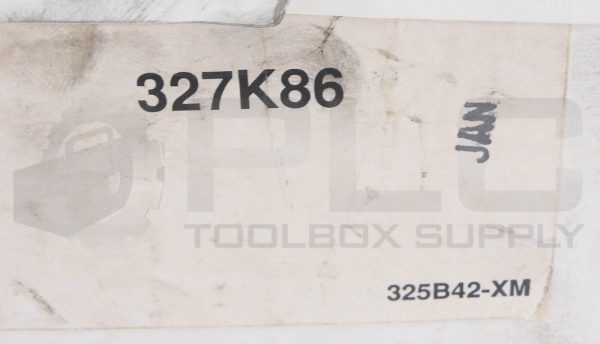 327K86
JAN
PLC
TOOLBOX SUPPLY
325B42-XM